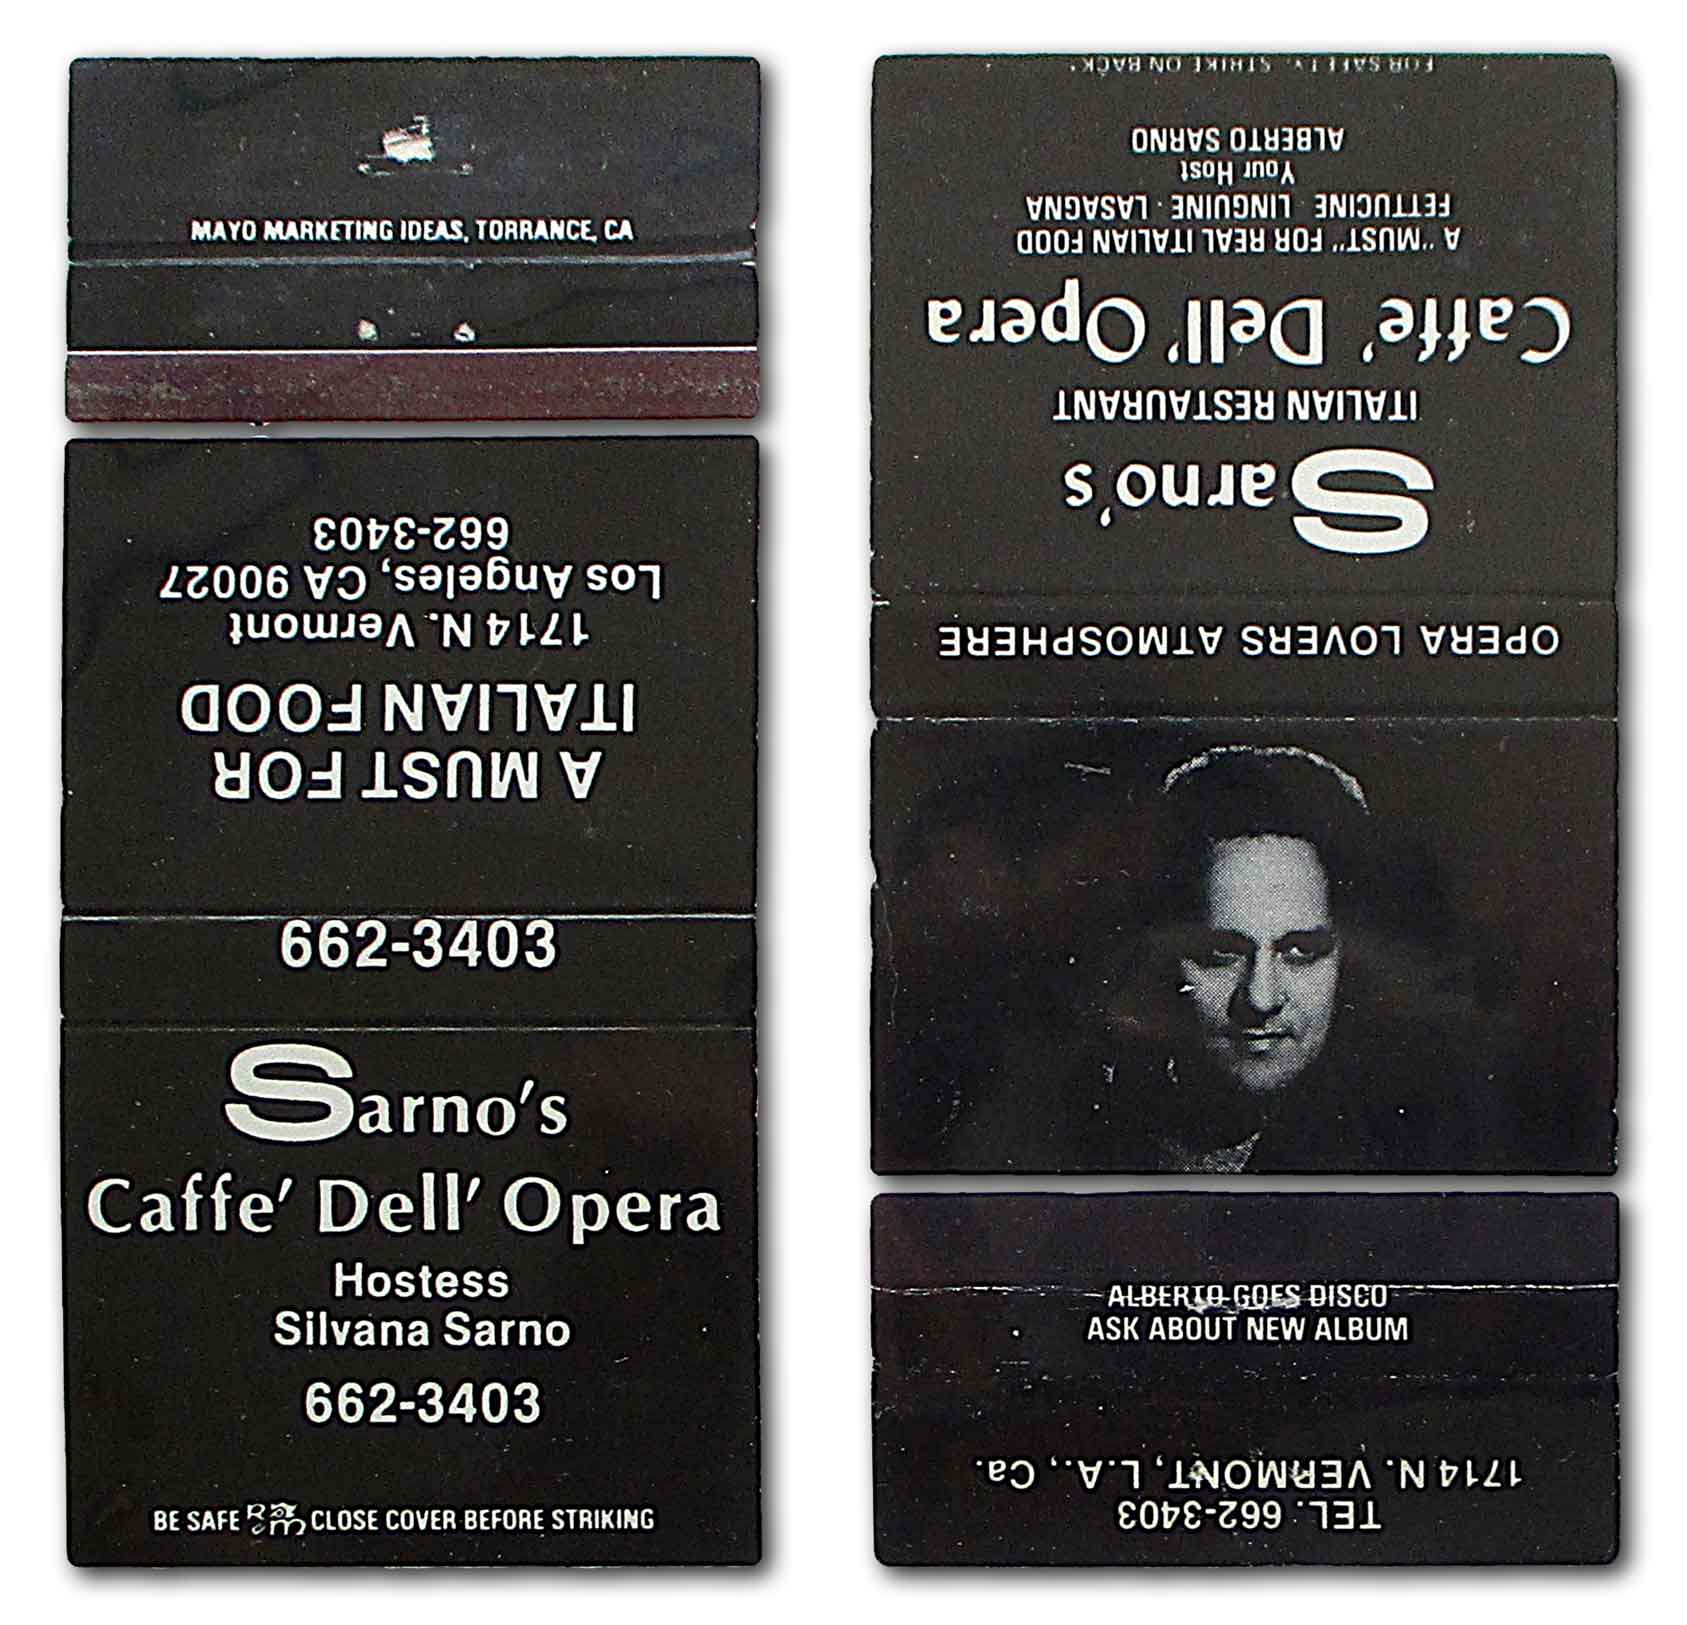 MAYO MARKETING IDEAS, TORRANCE, CA
A MUST FOR
ITALIAN FOOD
1714 N. Vermont
Los Angeles, CA 90027
662-3403
662-3403
Sarno's
Caffe' Dell' Opera
Hostess
Silvana Sarno
662-3403
BE SAFE CLOSE COVER BEFORE STRIKING
OPERA LOVERS ATMOSPHERE
Sarno's
ITALIAN RESTAURANT
Caffe' Dell' Opera
A "MUST" FOR REAL ITALIAN FOOD
FETTUCINE · LINGUINE · LASAGNA
Your Host
ALBERTO SARNO
FOR SAFETY, STRIKE ON BACK
ALBERTO GOES DISCO
ASK ABOUT NEW ALBUM
TEL. 662-3403
1714 N. VERMONT, L.A., Ca.